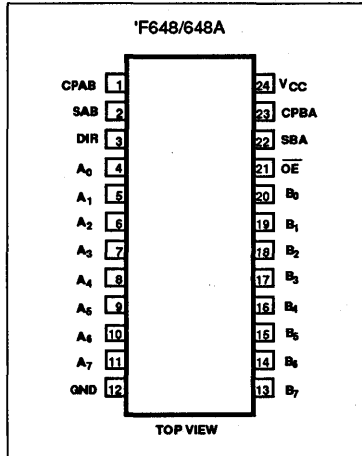 'F648/648A
CPAB 1 24 VCC
SAB 2 23 CPBA
DIR 3 22 SBA
A0 4 21 OE
A1 5 20 B0
A2 6 19 B1
A3 7 18 B2
A4 8 17 B3
A5 9 16 B4
A6 10 15 B5
A7 11 14 B6
GND 12 13 B7
TOP VIEW